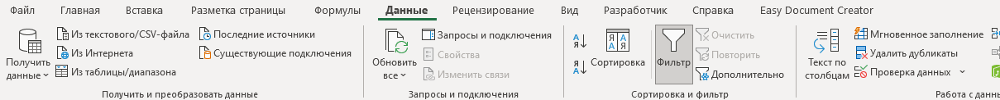 Файл Главная Вставка Разметка страницы Формулы Данные Рецензирование Вид Разработчик Справка Easy Document Creator
Получить данные
Из текстового/CSV-файла
Из Интернета
Из таблицы/диапазона
Последние источники
Существующие подключения
Получить и преобразовать данные
Обновить все
Запросы и подключения
Свойства
Изменить связи
Запросы и подключения
А Я
Я А
Я А А Я
Сортировка
Фильтр
Очистить
Повторить
Дополнительно
Сортировка и фильтр
Текст по столбцам
Мгновенное заполнение
Удалить дубликаты
Проверка данных
Работа с данн